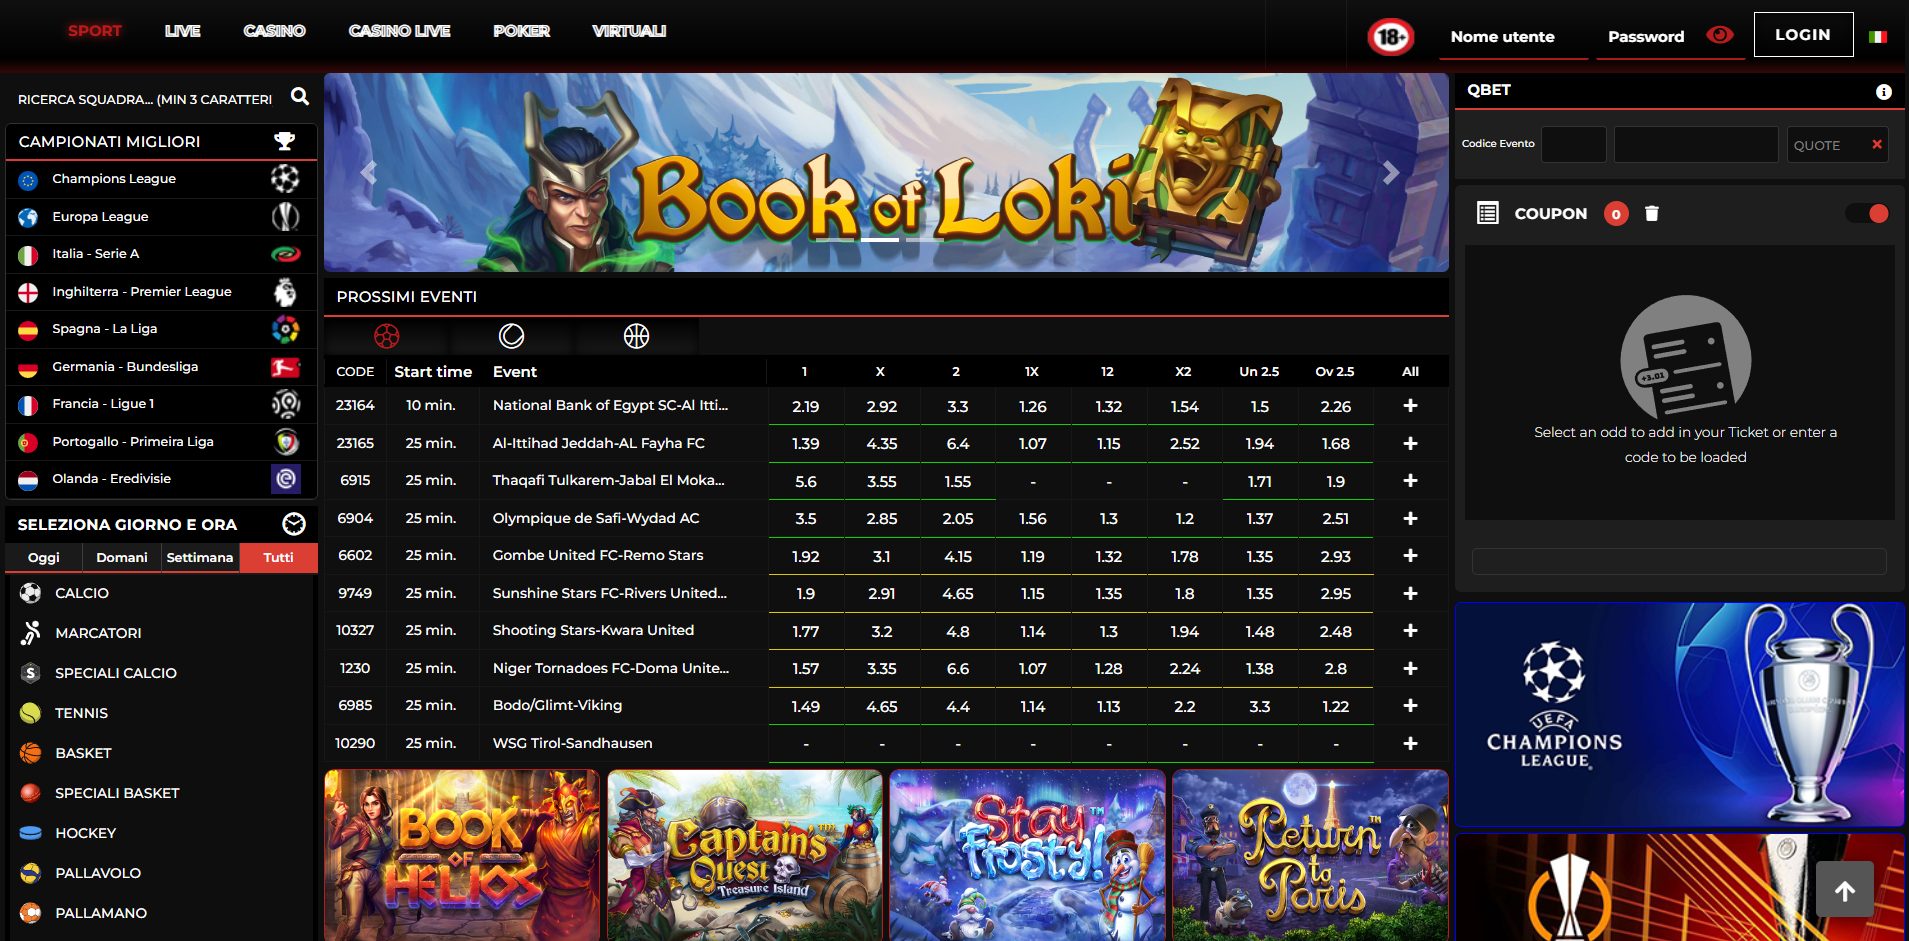 SPORT LIVE CASINO CASINO LIVE POKER VIRTUALI 18+ Nome utente Password LOGIN
RICERCA SQUADRA... (MIN 3 CARATTERI
CAMPIONATI MIGLIORI
Champions League
Europa League
Italia - Serie A
Inghilterra - Premier League
Spagna - La Liga
Germania - Bundesliga
Francia - Ligue 1
Portogallo - Primeira Liga
Olanda - Eredivisie
SELEZIONA GIORNO E ORA
Oggi Domani Settimana Tutti
CALCIO
MARCATORI
SPECIALI CALCIO
TENNIS
BASKET
SPECIALI BASKET
HOCKEY
PALLAVOLO
PALLAMANO
Book of Loki
PROSSIMI EVENTI
CODE Start time Event 1 X 2 1X 12 X2 Un 2.5 Ov 2.5 All
23164 10 min. National Bank of Egypt SC-Al Itti... 2.19 2.92 3.3 1.26 1.32 1.54 1.5 2.26 +
23165 25 min. Al-Ittihad Jeddah-AL Fayha FC 1.39 4.35 6.4 1.07 1.15 2.52 1.94 1.68 +
6915 25 min. Thaqafi Tulkarem-Jabal El Moka... 5.6 3.55 1.55 - - - 1.71 1.9 +
6904 25 min. Olympique de Safi-Wydad AC 3.5 2.85 2.05 1.56 1.3 1.2 1.37 2.51 +
6602 25 min. Gombe United FC-Remo Stars 1.92 3.1 4.15 1.19 1.32 1.78 1.35 2.93 +
9749 25 min. Sunshine Stars FC-Rivers United... 1.9 2.91 4.65 1.15 1.35 1.8 1.35 2.95 +
10327 25 min. Shooting Stars-Kwara United 1.77 3.2 4.8 1.14 1.3 1.94 1.48 2.48 +
1230 25 min. Niger Tornadoes FC-Doma Unite... 1.57 3.35 6.6 1.07 1.28 2.24 1.38 2.8 +
6985 25 min. Bodo/Glimt-Viking 1.49 4.65 4.4 1.14 1.13 2.2 3.3 1.22 +
10290 25 min. WSG Tirol-Sandhausen - - - - - - - - +
BOOK
OF
HELIOS
Captain's™
Quest
Treasure Island
Stay™
Frosty!
Return™
to
Paris
QBET
Codice Evento QUOTE
COUPON 0
+3.01
Select an odd to add in your Ticket or enter a
code to be loaded
UEFA
CHAMPIONS
LEAGUE